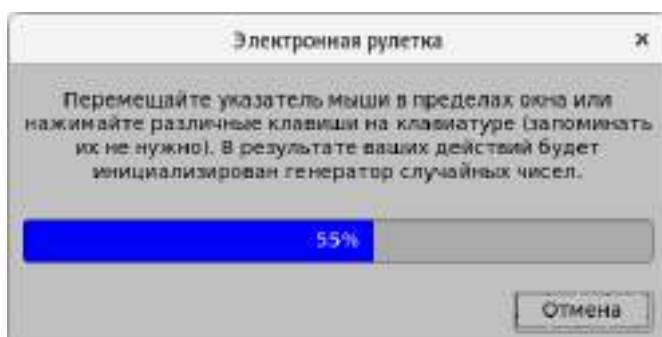 Электронная рулетка
Перемещайте указатель мыши в пределах окна или
нажимайте различные клавиши на клавиатуре (запоминать
их не нужно). В результате ваших действий будет
инициализирован генератор случайных чисел.
55%
Отмена